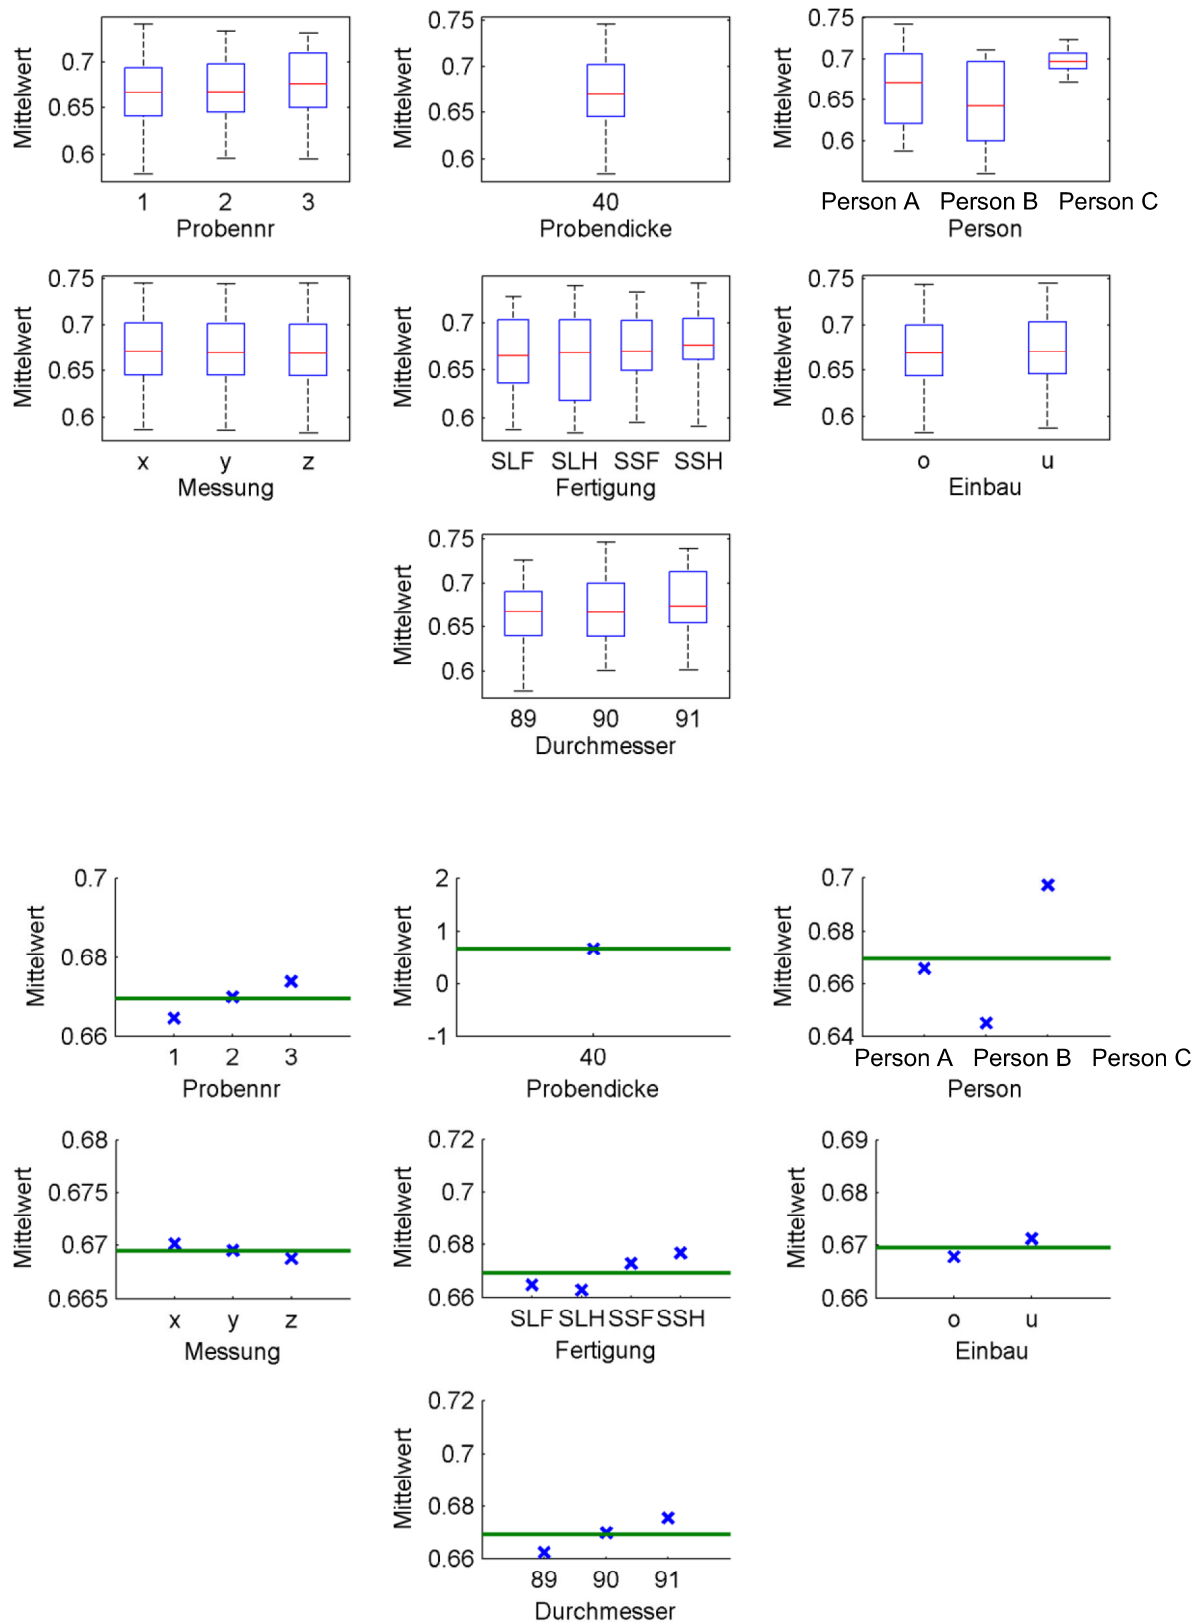 0.75
0.7
0.65
0.6
Mittelwert
1 2 3
Probennr
0.75
0.7
0.65
0.6
Mittelwert
40
Probendicke
0.75
0.7
0.65
0.6
Mittelwert
Person A Person B Person C
Person
0.75
0.7
0.65
0.6
Mittelwert
x y z
Messung
0.7
0.65
0.6
Mittelwert
SLF SLH SSF SSH
Fertigung
0.75
0.7
0.65
0.6
Mittelwert
o u
Einbau
0.75
0.7
0.65
0.6
Mittelwert
89 90 91
Durchmesser
0.7
0.68
0.66
Mittelwert
1 2 3
Probennr
2
1
0
-1
Mittelwert
40
Probendicke
0.7
0.68
0.66
0.64
Mittelwert
Person A Person B Person C
Person
0.68
0.675
0.67
0.665
Mittelwert
x y z
Messung
0.72
0.7
0.68
0.66
Mittelwert
SLF SLH SSF SSH
Fertigung
0.69
0.68
0.67
0.66
Mittelwert
o u
Einbau
0.72
0.7
0.68
0.66
Mittelwert
89 90 91
Durchmesser